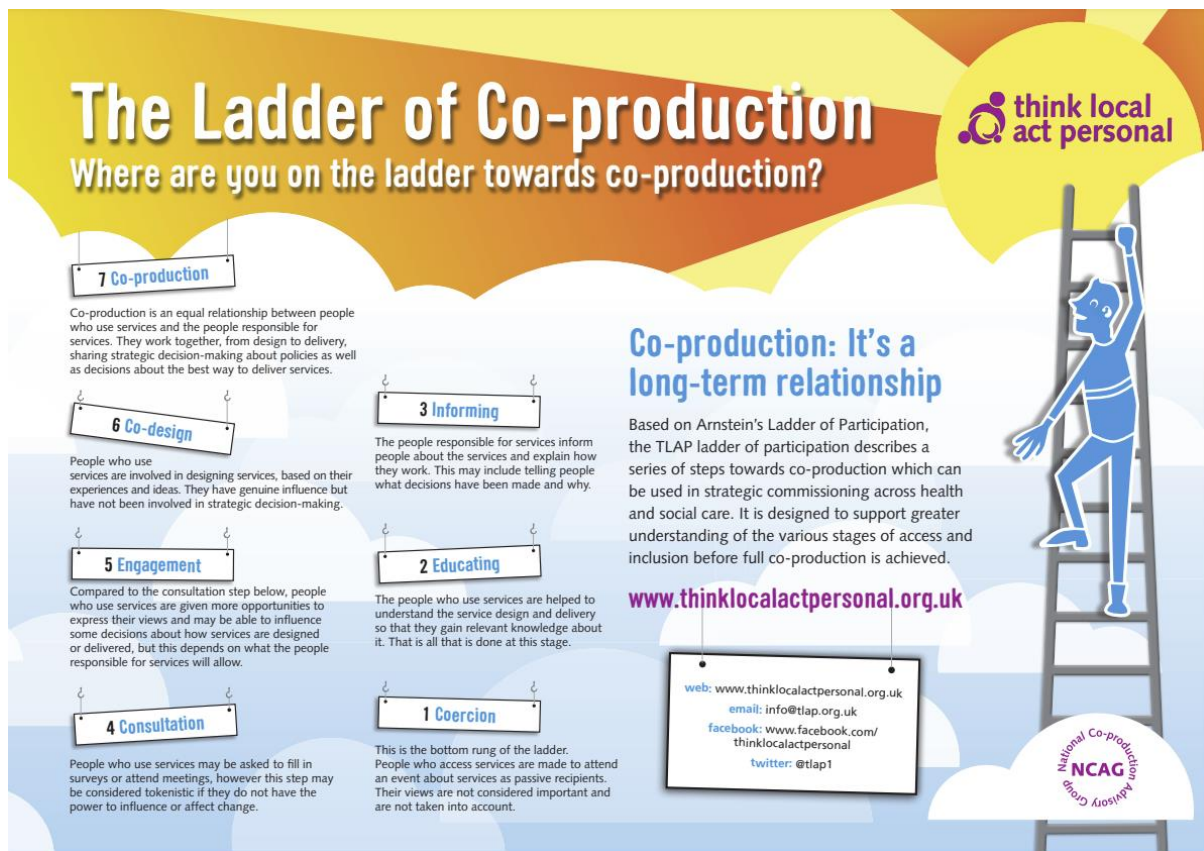 The Ladder of Co-production
Where are you on the ladder towards co-production?
think local
act personal
7 Co-production
Co-production is an equal relationship between people
who use services and the people responsible for
services. They work together, from design to delivery,
sharing strategic decision-making about policies as well
as decisions about the best way to deliver services.
6 Co-design
People who use
services are involved in designing services, based on their
experiences and ideas. They have genuine influence but
have not been involved in strategic decision-making.
5 Engagement
Compared to the consultation step below, people
who use services are given more opportunities to
express their views and may be able to influence
some decisions about how services are designed
or delivered, but this depends on what the people
responsible for services will allow.
4 Consultation
People who use services may be asked to fill in
surveys or attend meetings, however this step may
be considered tokenistic if they do not have the
power to influence or affect change.
3 Informing
The people responsible for services inform
people about the services and explain how
they work. This may include telling people
what decisions have been made and why.
2 Educating
The people who use services are helped to
understand the service design and delivery
so that they gain relevant knowledge about
it. That is all that is done at this stage.
1 Coercion
This is the bottom rung of the ladder.
People who access services are made to attend
an event about services as passive recipients.
Their views are not considered important and
are not taken into account.
Co-production: It's a
long-term relationship
Based on Arnstein's Ladder of Participation,
the TLAP ladder of participation describes a
series of steps towards co-production which can
be used in strategic commissioning across health
and social care. It is designed to support greater
understanding of the various stages of access and
inclusion before full co-production is achieved.
www.thinklocalactpersonal.org.uk
web: www.thinklocalactpersonal.org.uk
email: info@tlap.org.uk
facebook: www.facebook.com/
thinklocalactpersonal
twitter: @tlap1
National Co-production Advisory Group
NCAG